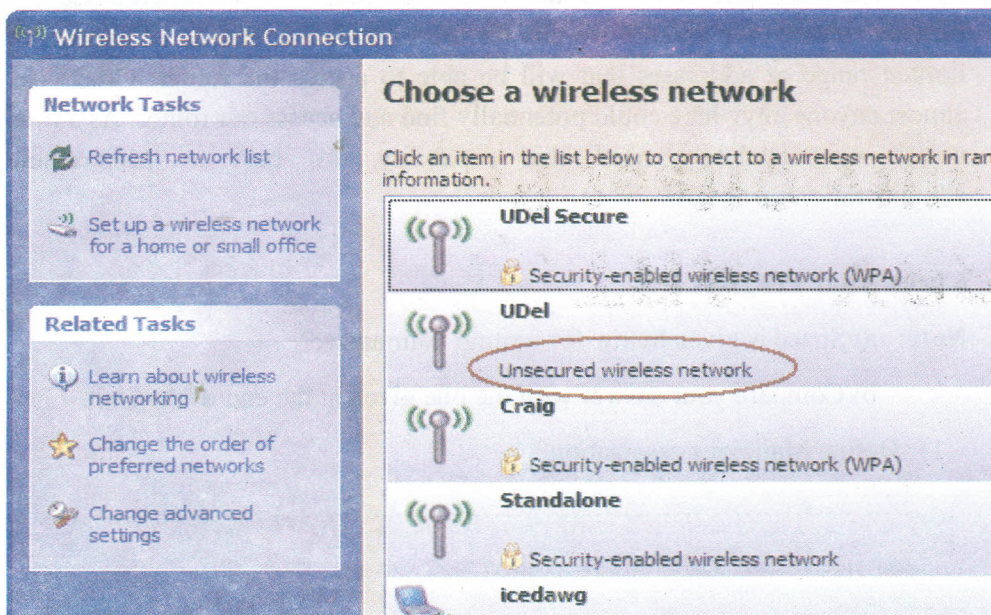 Wireless Network Connection
Network Tasks
Refresh network list
Set up a wireless network
for a home or small office
Related Tasks
Learn about wireless
networking
Change the order of
preferred networks
Change advanced
settings
Choose a wireless network
Click an item in the list below to connect to a wireless network in ran
information.
UDel Secure
Security-enabled wireless network (WPA)
UDel
Unsecured wireless network
Craig
Security-enabled wireless network (WPA)
Standalone
Security-enabled wireless network
icedawg